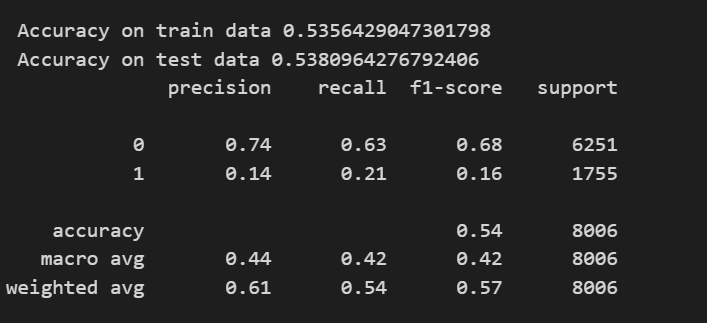 Accuracy on train data 0.5356429047301798
Accuracy on test data 0.5380964276792406
precision recall f1-score support
0 0.74 0.63 0.68 6251
1 0.14 0.21 0.16 1755
accuracy 0.54 8006
macro avg 0.44 0.42 0.42 8006
weighted avg 0.61 0.54 0.57 8006